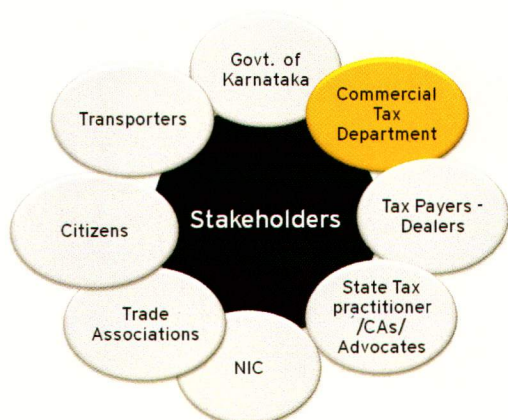 Govt. of
Karnataka
Commercial
Tax
Department
Tax Payers -
Dealers
State Tax
practitioner
/CAs/
Advocates
NIC
Trade
Associations
Citizens
Transporters
Stakeholders